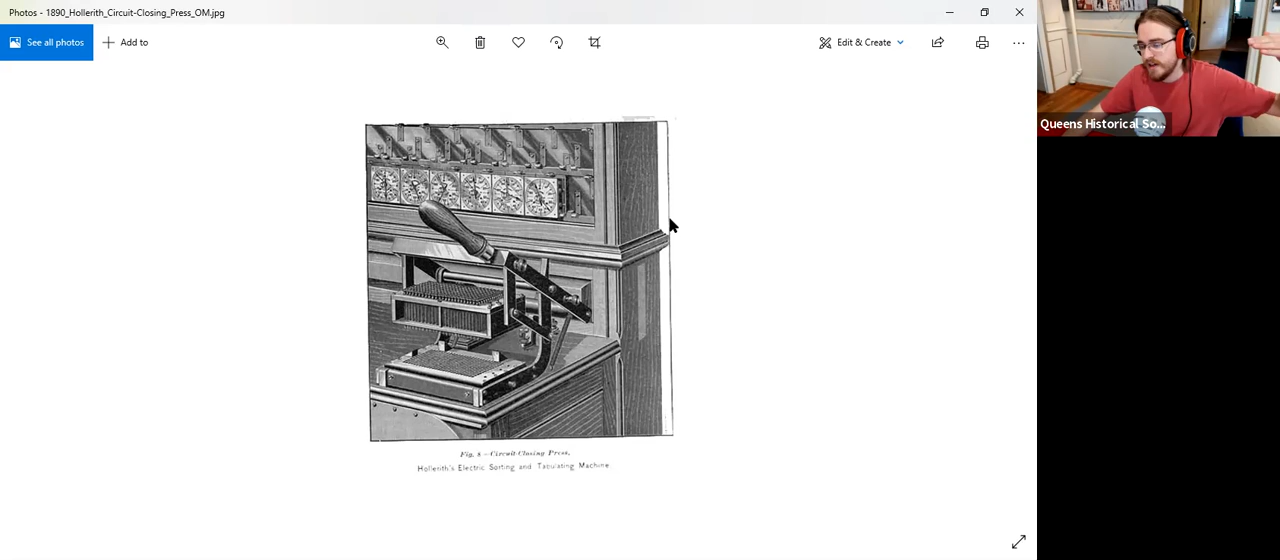 Photos - 1890_Hollerith_Circuit-Closing_Press_OM.jpg
See all photos
Add to
Edit & Create
Queens Historical So...
Fig. 8 — Circuit-Closing Press.
Hollerith's Electric Sorting and Tabulating Machine.